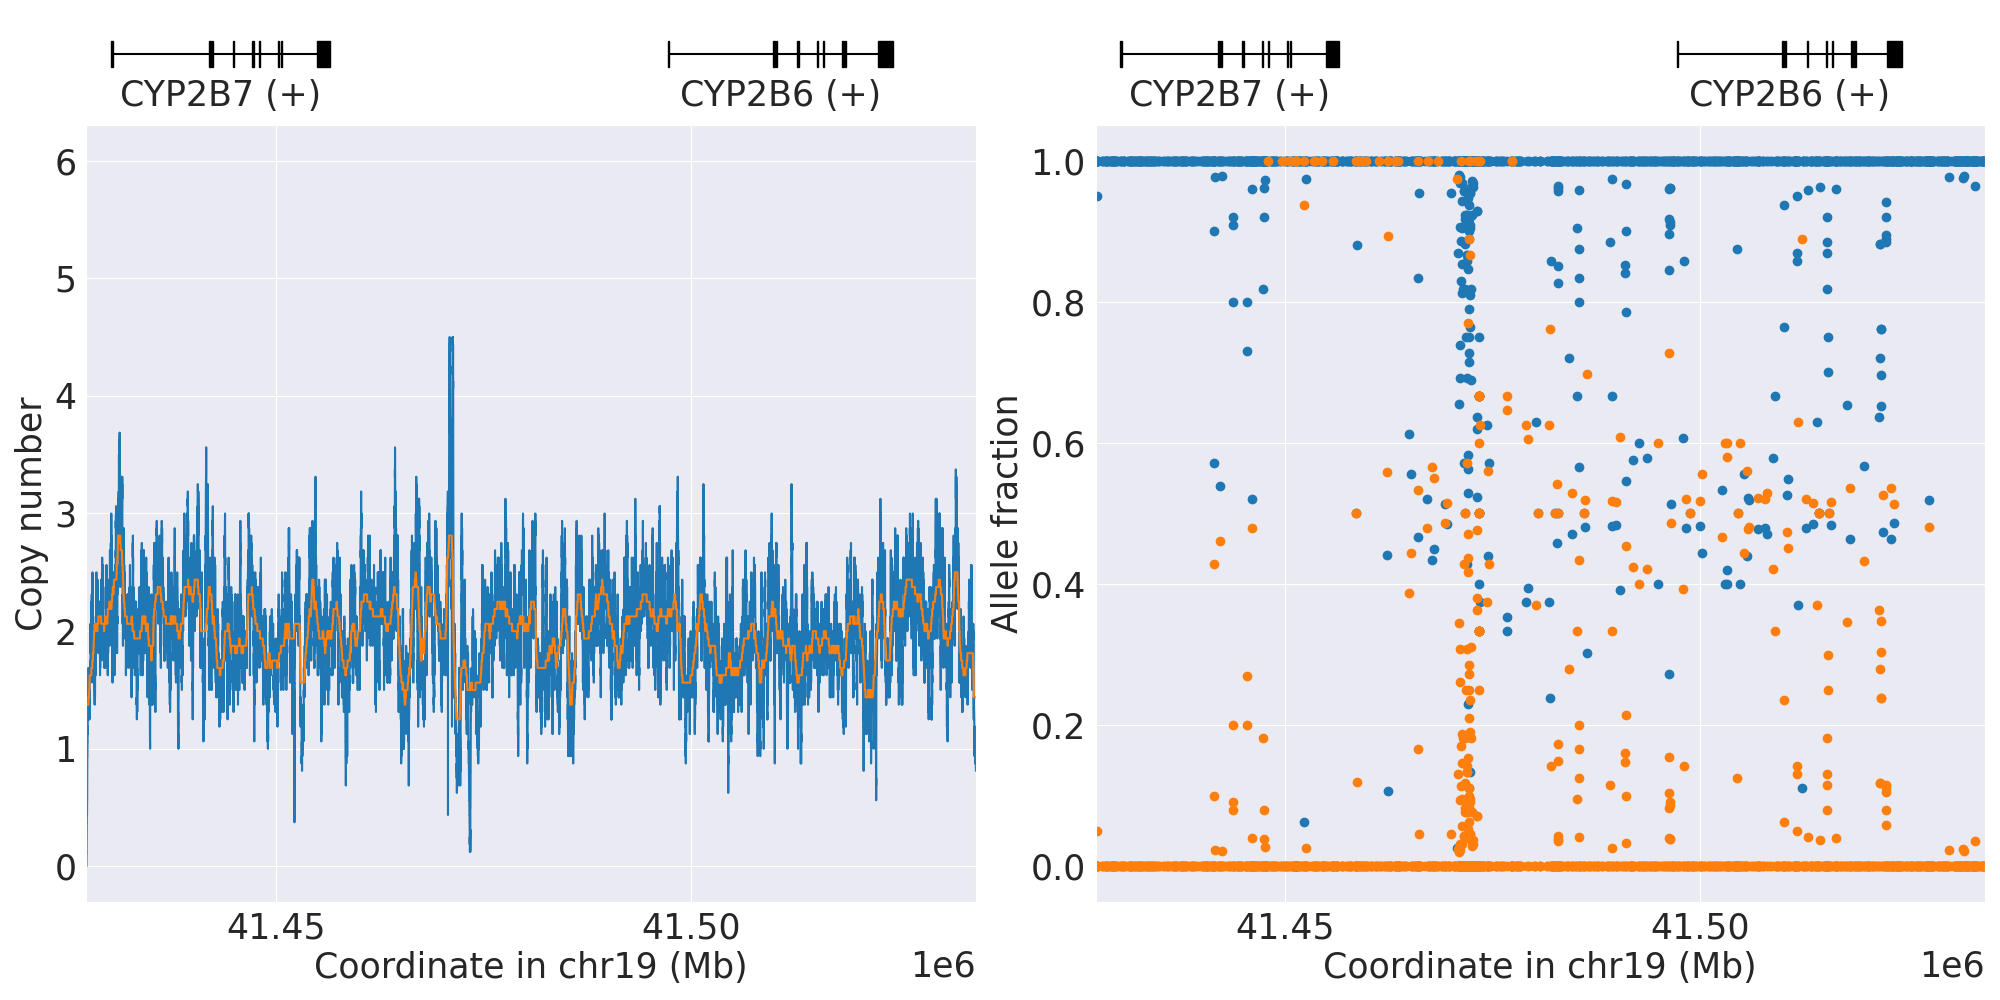 CYP2B7 (+) CYP2B6 (+)
6
5
4
3
2
1
0
Copy number
41.45 41.50
Coordinate in chr19 (Mb) 1e6
CYP2B7 (+) CYP2B6 (+)
1.0
0.8
0.6
0.4
0.2
0.0
Allele fraction
41.45 41.50
Coordinate in chr19 (Mb) 1e6